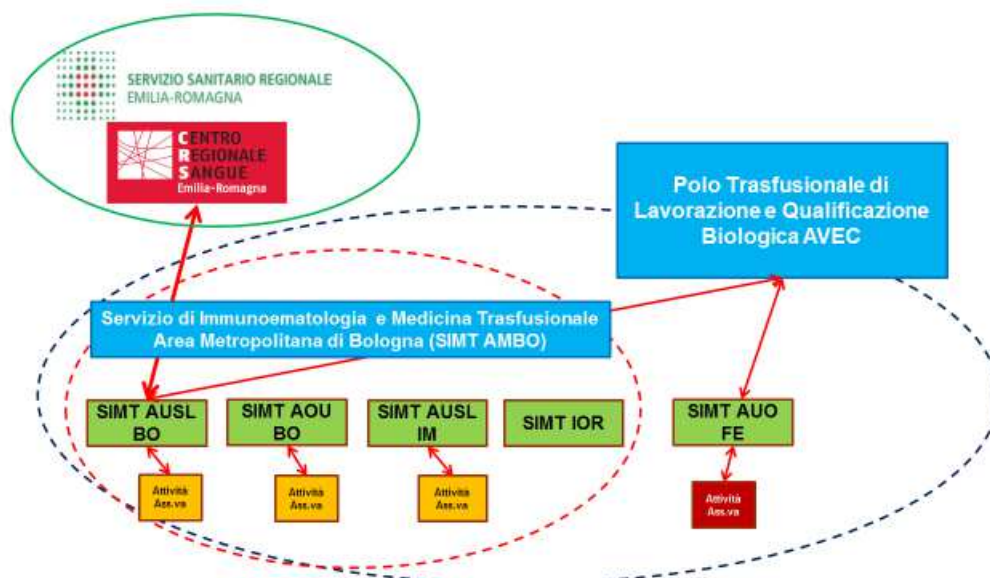 SERVIZIO SANITARIO REGIONALE
EMILIA-ROMAGNA
CENTRO
REGIONALE
SANGUE
Emilia-Romagna
Polo Trasfusionale di
Lavorazione e Qualificazione
Biologica AVEC
Servizio di Immunoematologia e Medicina Trasfusionale
Area Metropolitana di Bologna (SIMT AMBO)
SIMT AUSL
BO
SIMT AOU
BO
SIMT AUSL
IM
SIMT IOR
SIMT AUO
FE
Attività
Ass.va
Attività
Ass.va
Attività
Ass.va
Attività
Ass.va